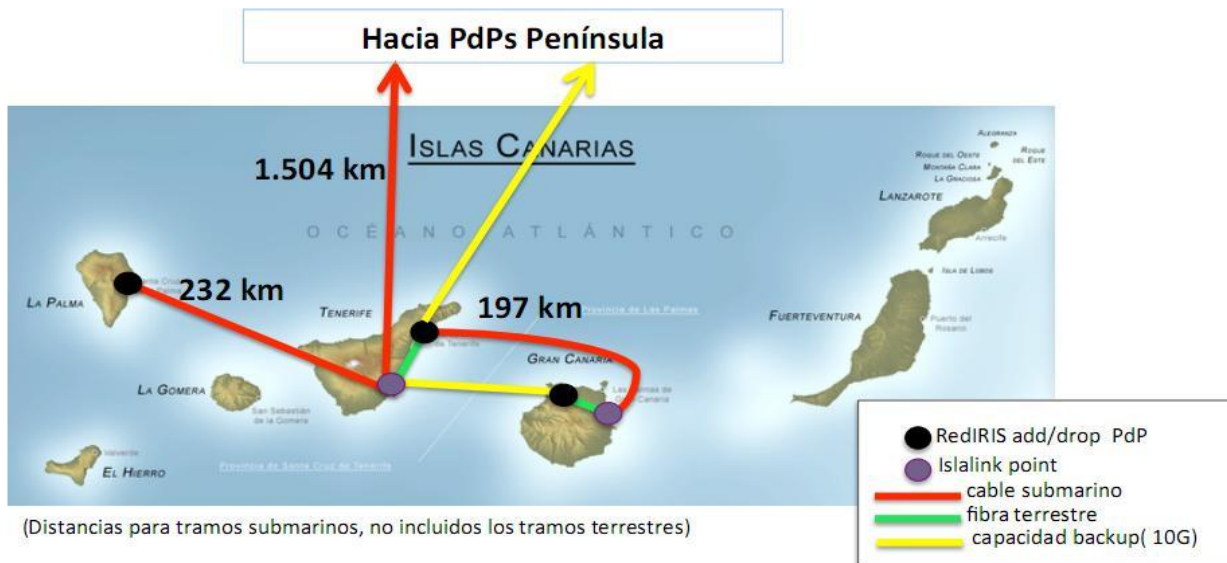 Hacia PdPs Península
ISLAS CANARIAS
1.504 km
ALEGRANZA
ROQUE DEL OESTE
ROQUE DEL ESTE
MONTAÑA CLARA
LA GRACIOSA
LANZAROTE
OCÉANO ATLÁNTICO
Arrecife
ISLA DE LOBOS
232 km
LA PALMA
197 km
Provincia de Las Palmas
TENERIFE
FUERTEVENTURA
Puerto del Rosario
GRAN CANARIA
LA GOMERA
San Sebastián de la Gomera
Valverde
EL HIERRO
Provincia de Santa Cruz de Tenerife
RedIRIS add/drop PdP
Islalink point
cable submarino
fibra terrestre
capacidad backup( 10G)
(Distancias para tramos submarinos, no incluidos los tramos terrestres)